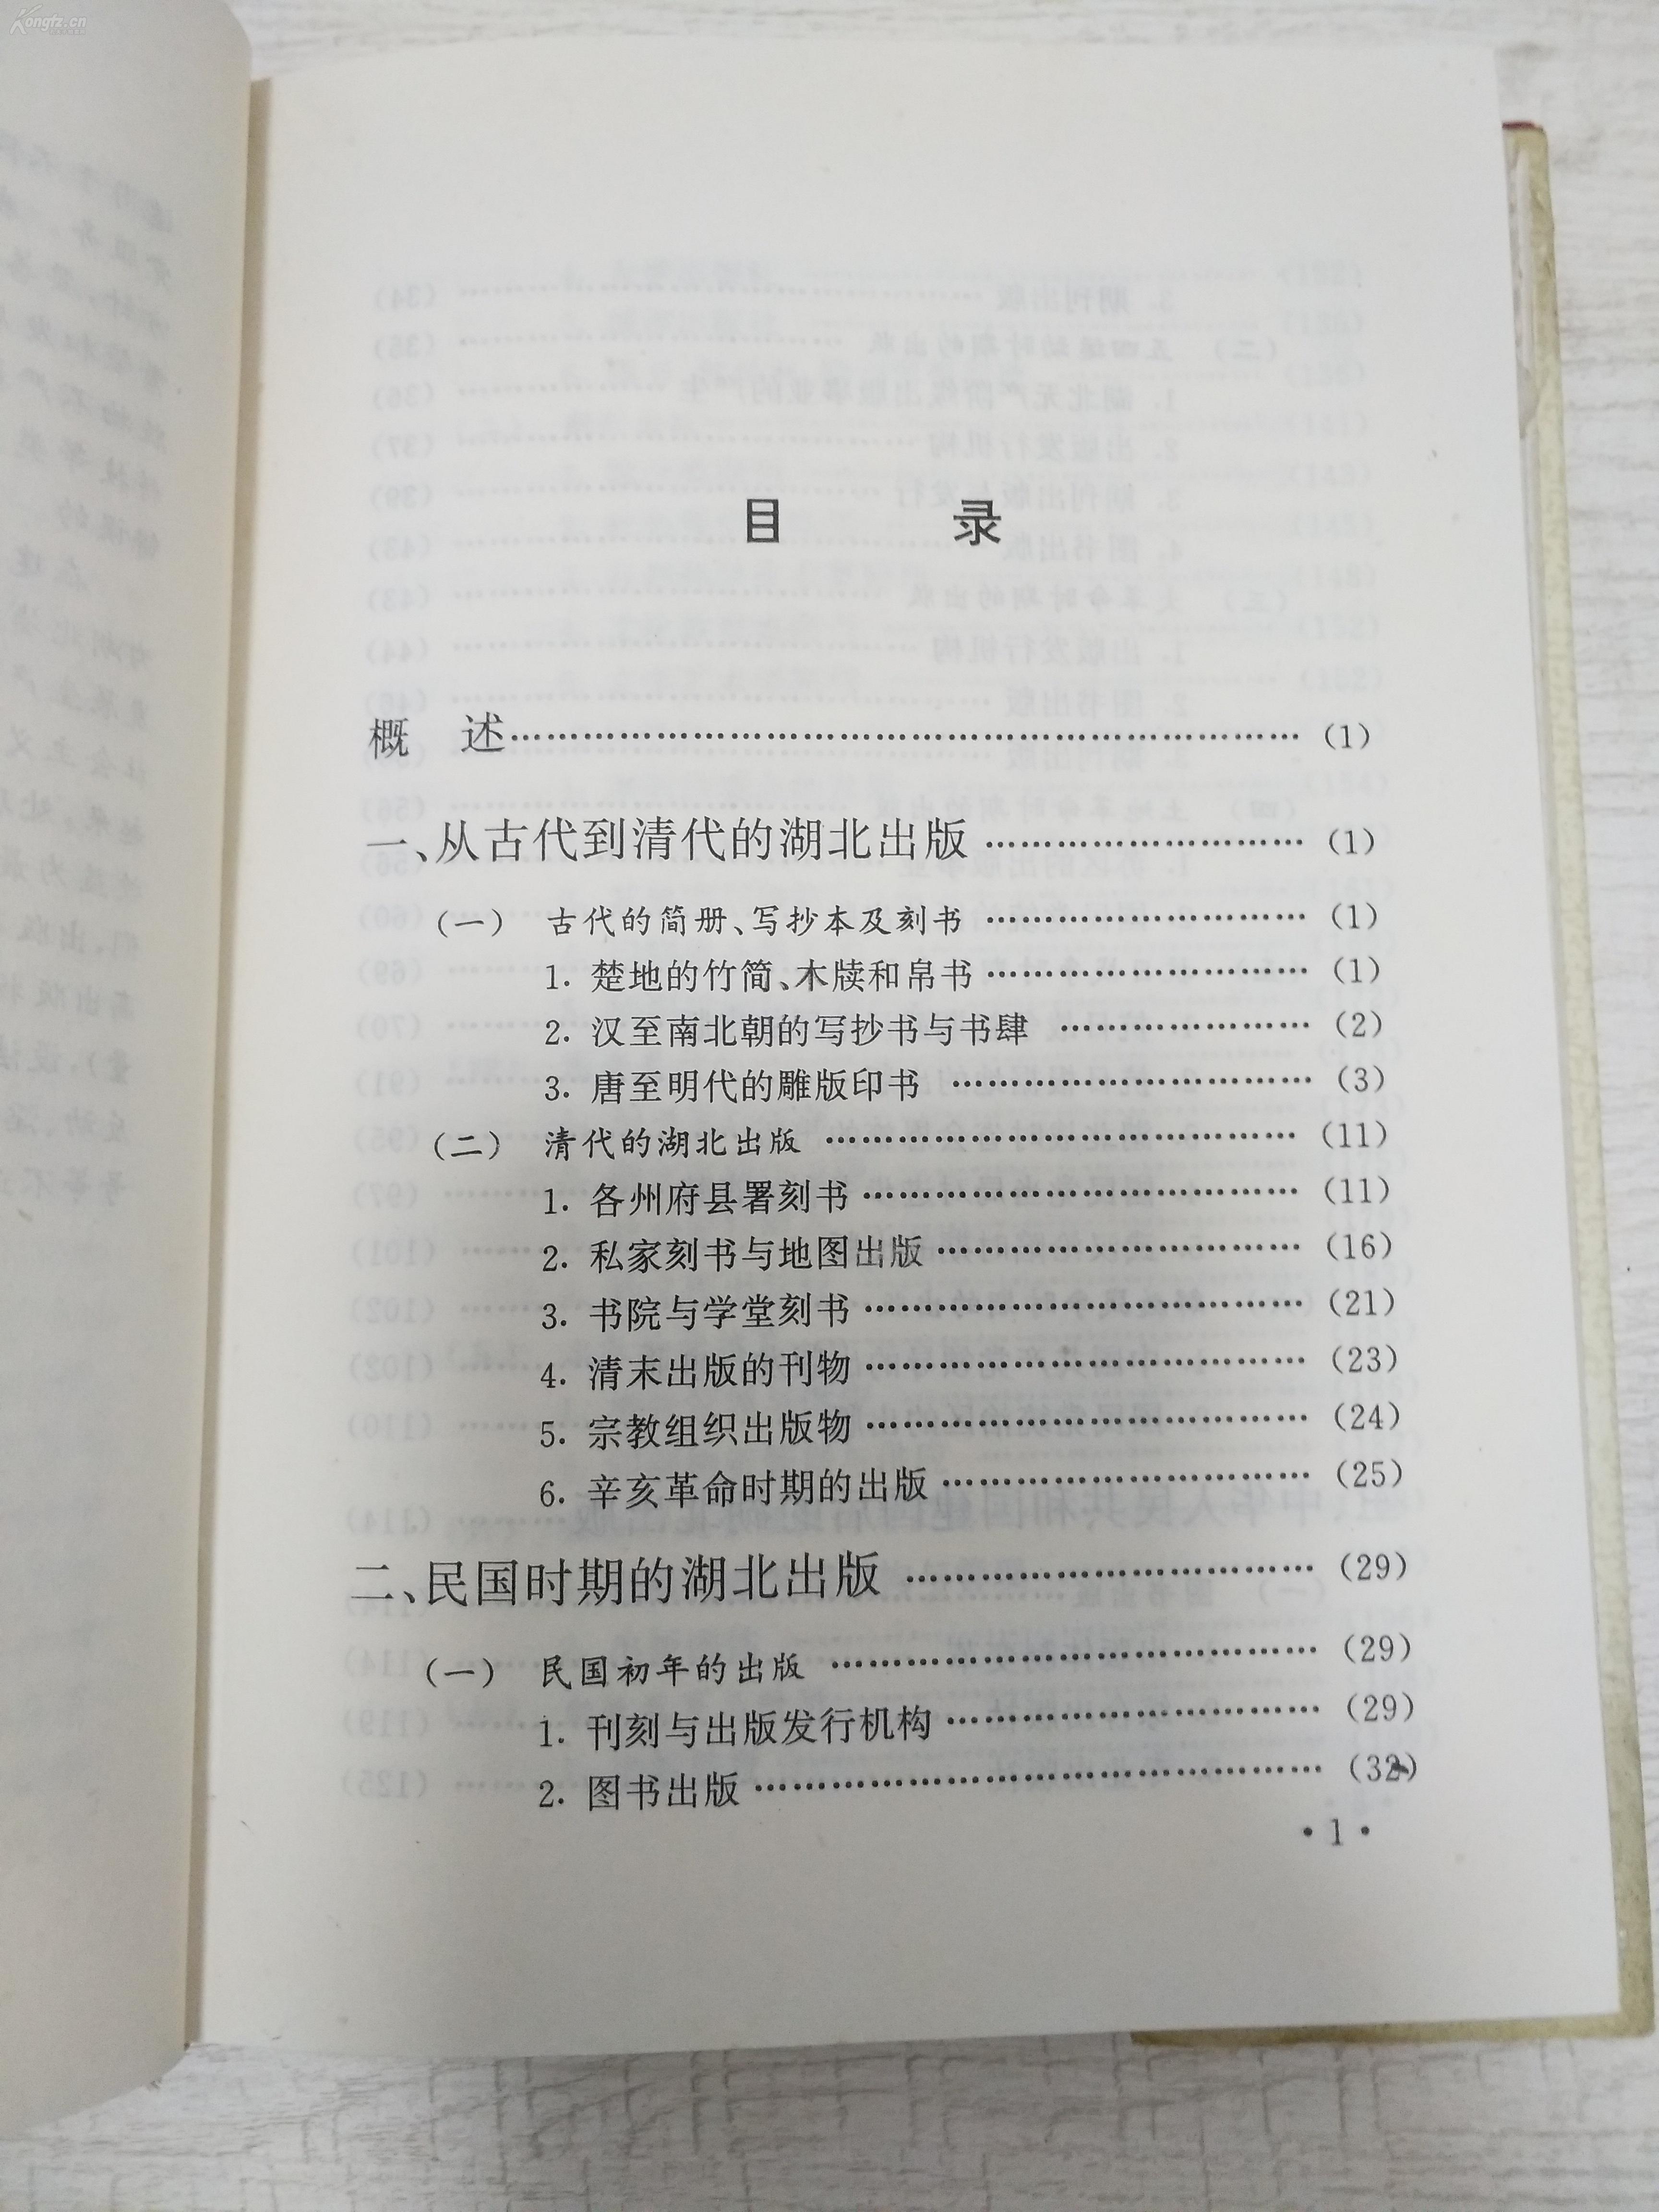 Kongfz.cn
目 录
概 述………………………………………………(1)
一、从古代到清代的湖北出版…………………………(1)
(一) 古代的简册、写抄本及刻书…………………………(1)
1. 楚地的竹简、木牍和帛书…………………………(1)
2. 汉至南北朝的写抄书与书肆…………………………(2)
3. 唐至明代的雕版印书…………………………(3)
(二) 清代的湖北出版…………………………(11)
1. 各州府县署刻书…………………………(11)
2. 私家刻书与地图出版…………………………(16)
3. 书院与学堂刻书…………………………(21)
4. 清末出版的刊物…………………………(23)
5. 宗教组织出版物…………………………(24)
6. 辛亥革命时期的出版…………………………(25)
二、民国时期的湖北出版…………………………(29)
(一) 民国初年的出版…………………………(29)
1. 刊刻与出版发行机构…………………………(29)
2. 图书出版…………………………(32)
·1·